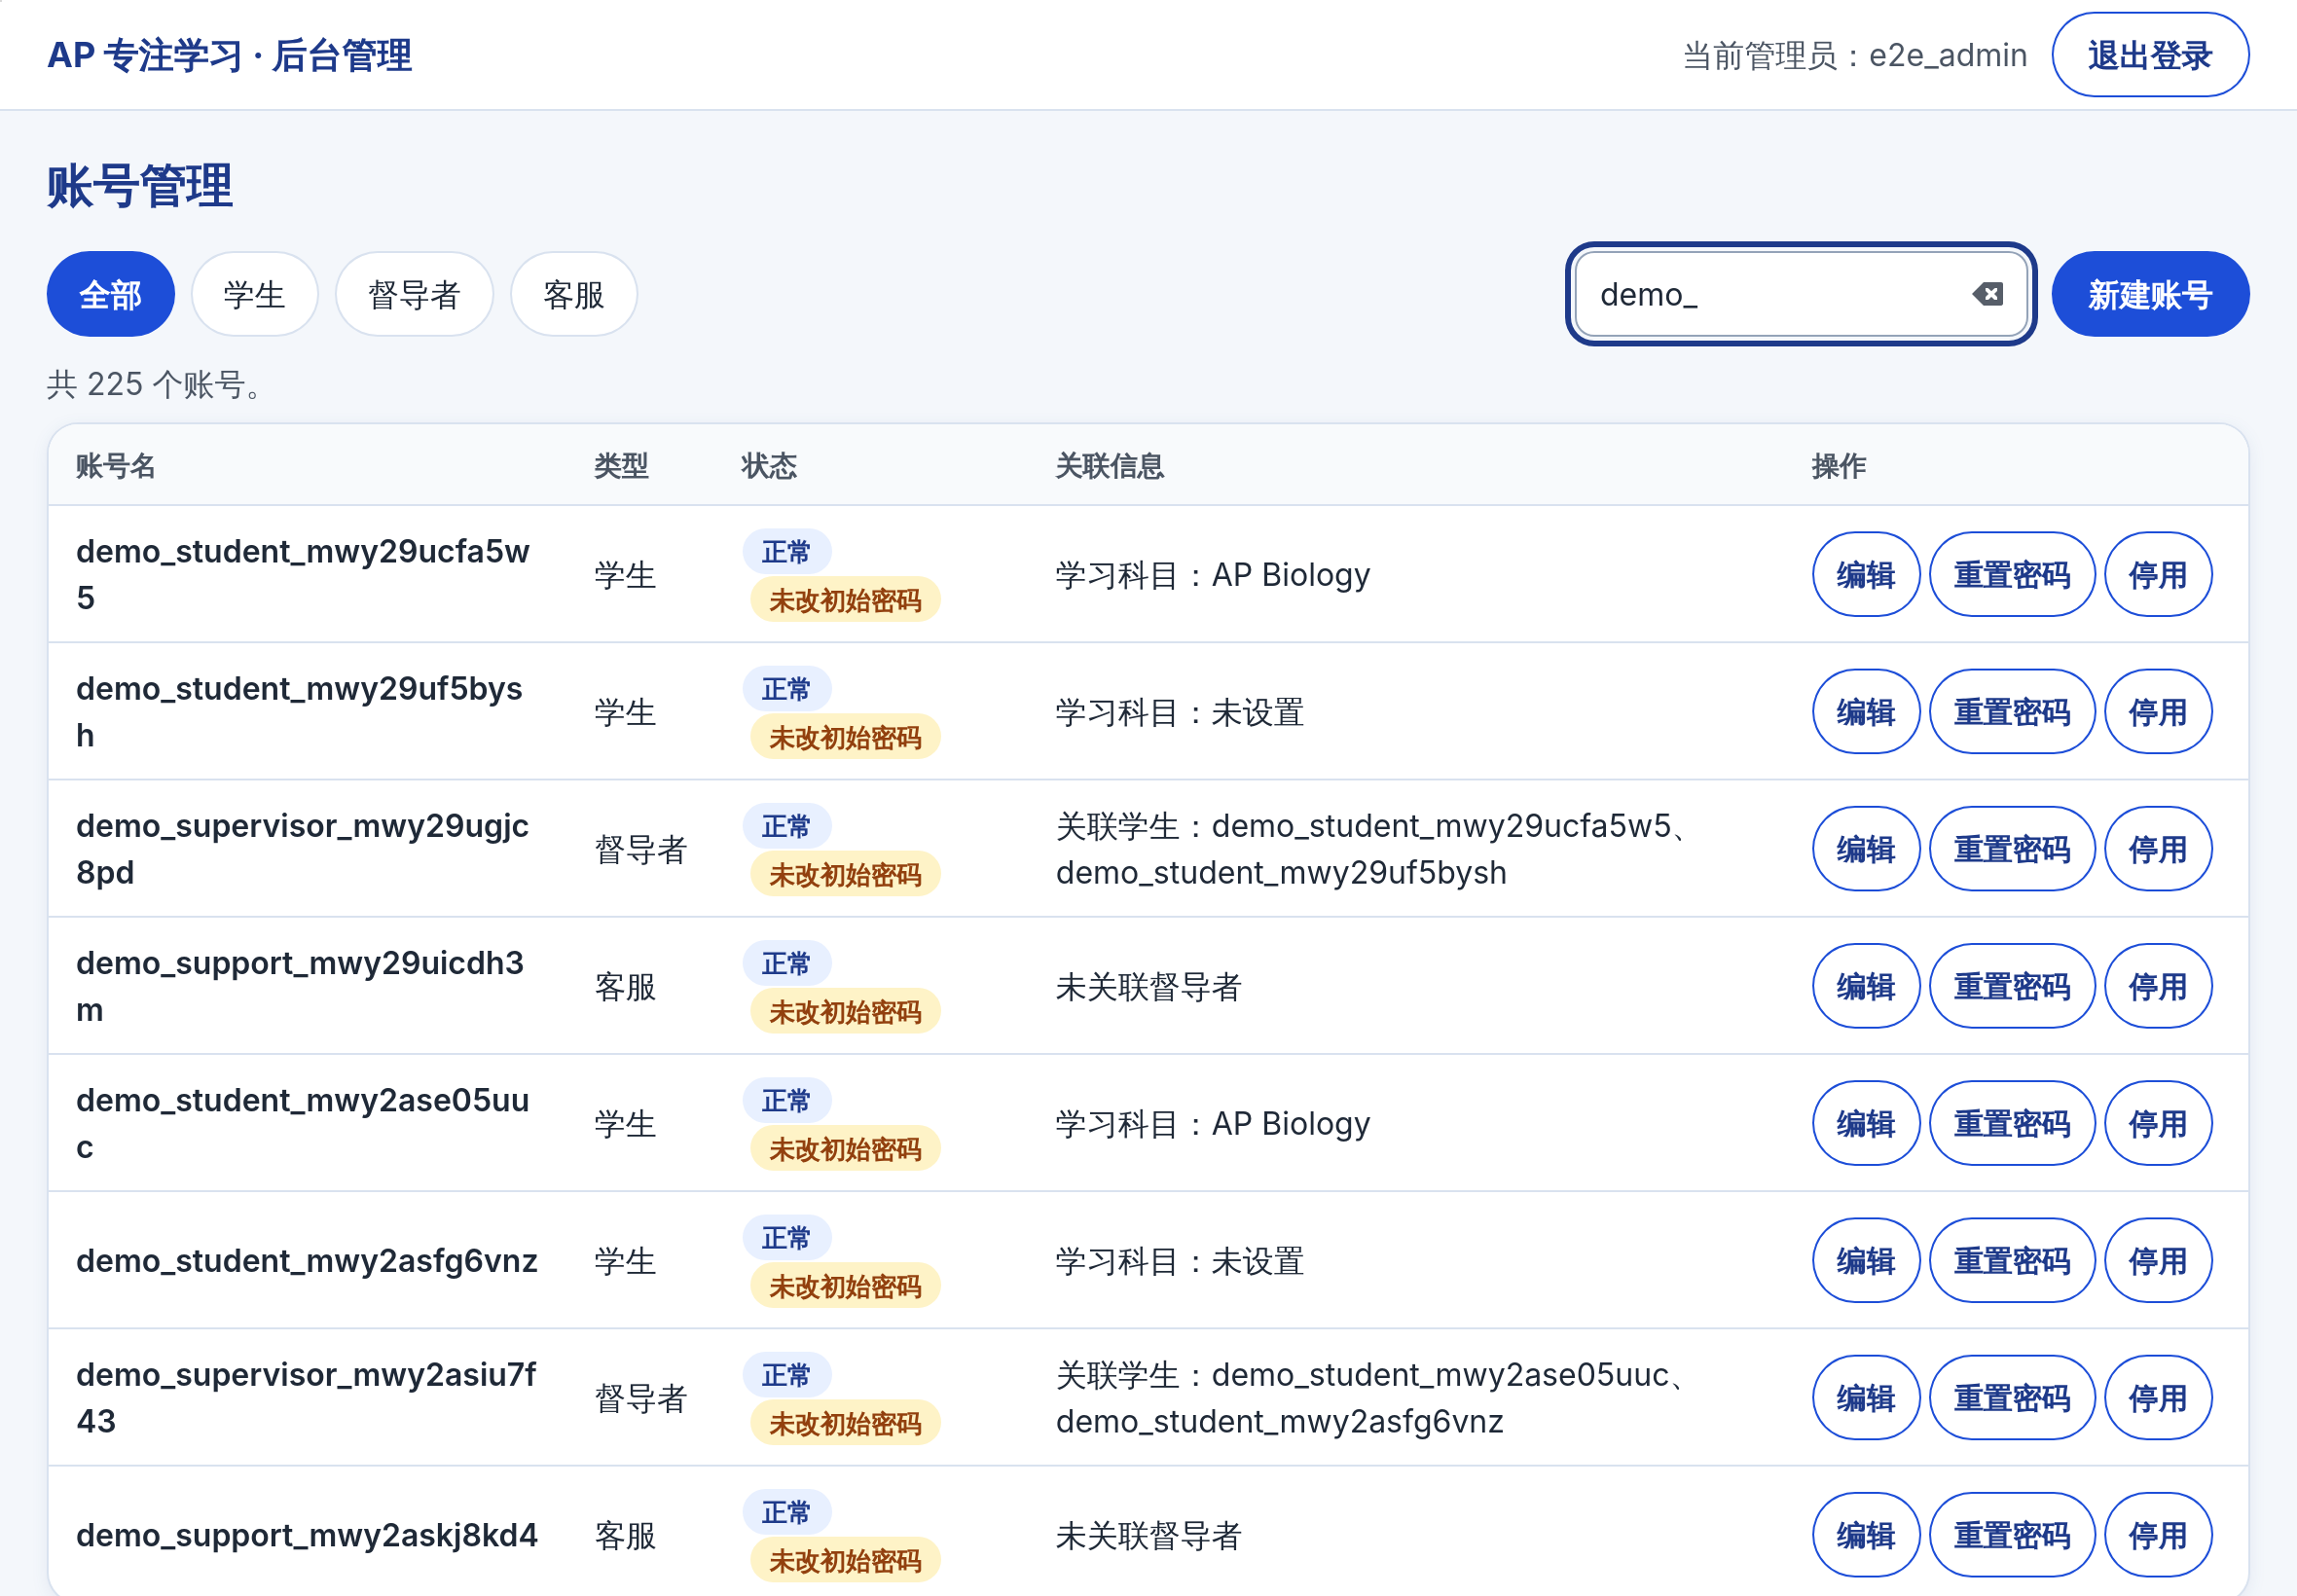 AP 专注学习 · 后台管理
当前管理员：e2e_admin
退出登录
账号管理
全部
学生
督导者
客服
demo_
新建账号
共 225 个账号。
账号名 类型 状态 关联信息 操作
demo_student_mwy29ucfa5w
5
学生
正常
未改初始密码
学习科目：AP Biology
编辑 重置密码 停用
demo_student_mwy29uf5bys
h
学生
正常
未改初始密码
学习科目：未设置
编辑 重置密码 停用
demo_supervisor_mwy29ugjc
8pd
督导者
正常
未改初始密码
关联学生：demo_student_mwy29ucfa5w5、
demo_student_mwy29uf5bysh
编辑 重置密码 停用
demo_support_mwy29uicdh3
m
客服
正常
未改初始密码
未关联督导者
编辑 重置密码 停用
demo_student_mwy2ase05uu
c
学生
正常
未改初始密码
学习科目：AP Biology
编辑 重置密码 停用
demo_student_mwy2asfg6vnz
学生
正常
未改初始密码
学习科目：未设置
编辑 重置密码 停用
demo_supervisor_mwy2asiu7f
43
督导者
正常
未改初始密码
关联学生：demo_student_mwy2ase05uuc、
demo_student_mwy2asfg6vnz
编辑 重置密码 停用
demo_support_mwy2askj8kd4
客服
正常
未改初始密码
未关联督导者
编辑 重置密码 停用